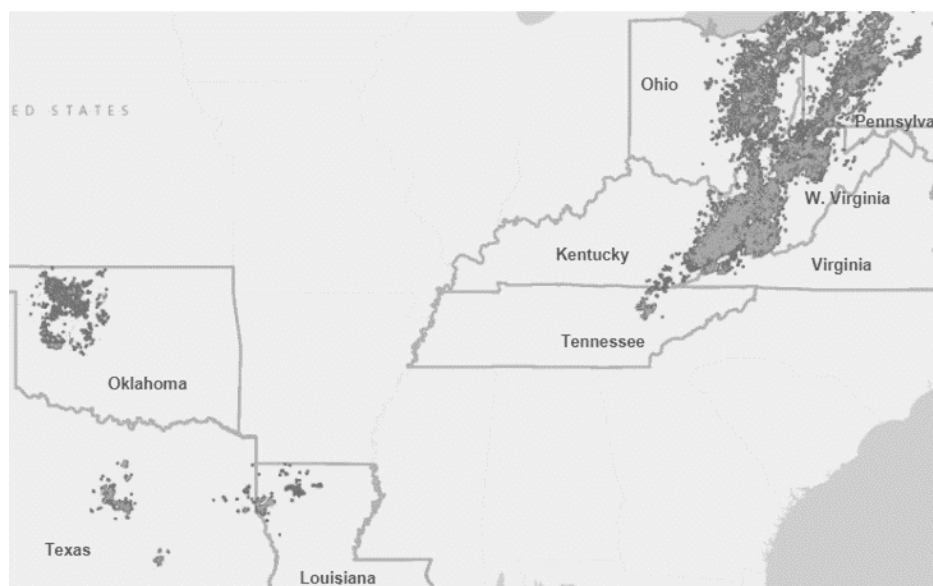 Ohio
ED STATES
Pennsylva
W. Virginia
Kentucky
Virginia
Tennessee
Oklahoma
Texas
Louisiana